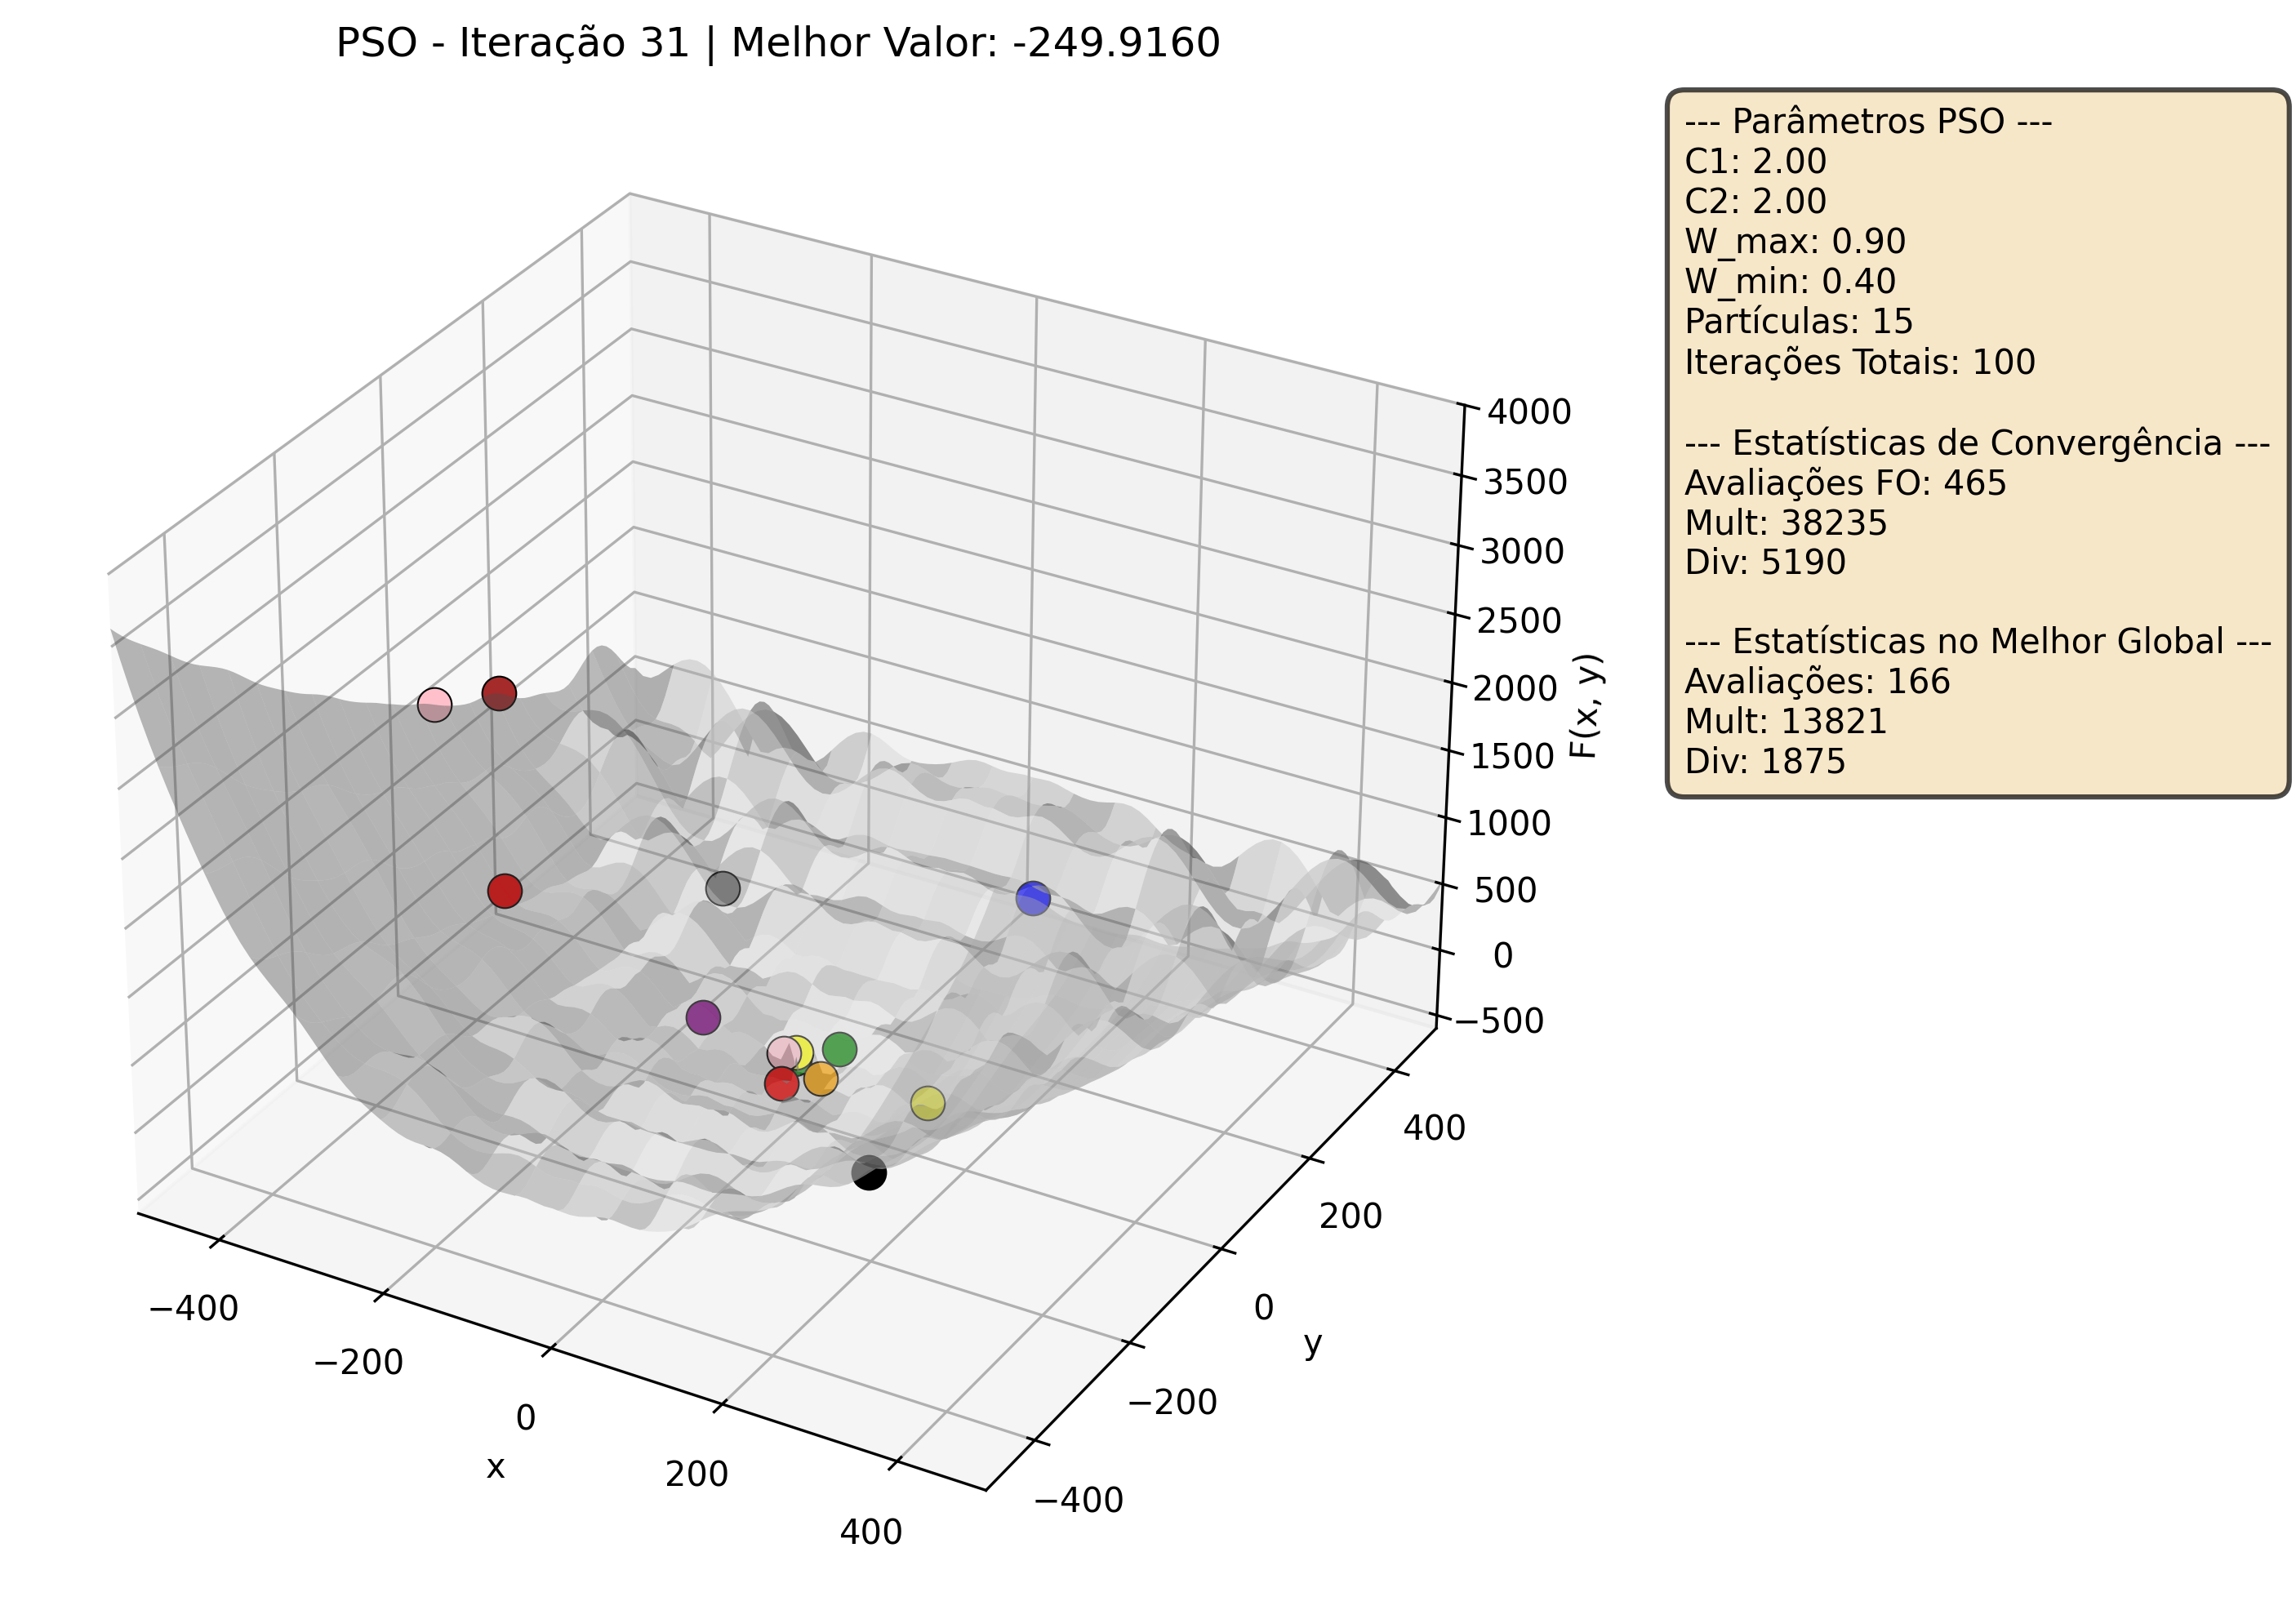 PSO - Iteração 31 | Melhor Valor: -249.9160
--- Parâmetros PSO ---
C1: 2.00
C2: 2.00
W_max: 0.90
W_min: 0.40
Partículas: 15
Iterações Totais: 100
--- Estatísticas de Convergência ---
Avaliações FO: 465
Mult: 38235
Div: 5190
--- Estatísticas no Melhor Global ---
Avaliações: 166
Mult: 13821
Div: 1875
4000
3500
3000
2500
2000
1500
1000
500
0
−500
F(x, y)
400
200
0
−200
−400
y
−400
−200
0
200
400
x